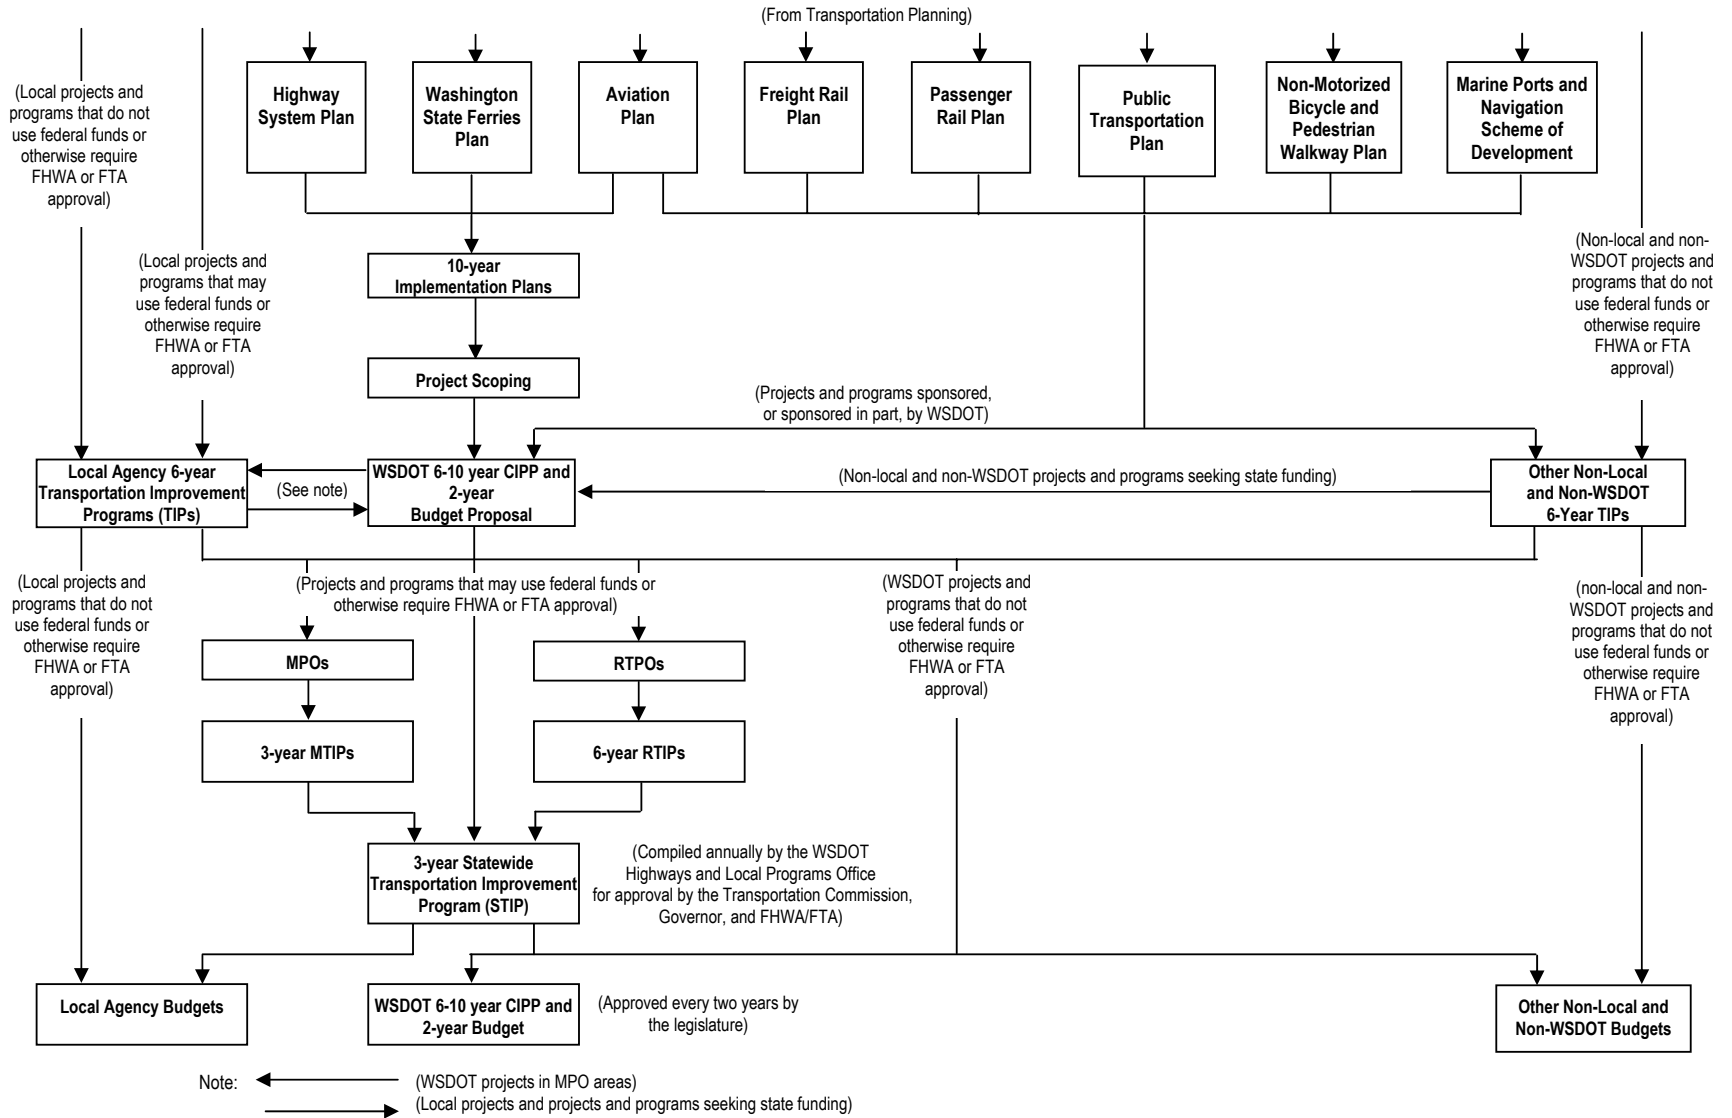 (From Transportation Planning)
(Local projects and
programs that do not
use federal funds or
otherwise require
FHWA or FTA
approval)
Highway
System Plan
Washington
State Ferries
Plan
Aviation
Plan
Freight Rail
Plan
Passenger
Rail Plan
Public
Transportation
Plan
Non-Motorized
Bicycle and
Pedestrian
Walkway Plan
Marine Ports and
Navigation
Scheme of
Development
(Local projects and
programs that may
use federal funds or
otherwise require
FHWA or FTA
approval)
10-year
Implementation Plans
(Non-local and non-
WSDOT projects and
programs that do not
use federal funds or
otherwise require
FHWA or FTA
approval)
Project Scoping
(Projects and programs sponsored,
or sponsored in part, by WSDOT)
Local Agency 6-year
Transportation Improvement
Programs (TIPs)
(See note)
WSDOT 6-10 year CIPP and
2-year
Budget Proposal
(Non-local and non-WSDOT projects and programs seeking state funding)
Other Non-Local
and Non-WSDOT
6-Year TIPs
(Local projects and
programs that do not
use federal funds or
otherwise require
FHWA or FTA
approval)
(Projects and programs that may use federal funds or
otherwise require FHWA or FTA approval)
(WSDOT projects and
programs that do not
use federal funds or
otherwise require
FHWA or FTA
approval)
(non-local and non-
WSDOT projects and
programs that do not
use federal funds or
otherwise require
FHWA or FTA
approval)
MPOs
RTPOs
3-year MTIPs
6-year RTIPs
3-year Statewide
Transportation Improvement
Program (STIP)
(Compiled annually by the WSDOT
Highways and Local Programs Office
for approval by the Transportation Commission,
Governor, and FHWA/FTA)
Local Agency Budgets
WSDOT 6-10 year CIPP and
2-year Budget
(Approved every two years by
the legislature)
Other Non-Local and
Non-WSDOT Budgets
Note:
(WSDOT projects in MPO areas)
(Local projects and projects and programs seeking state funding)